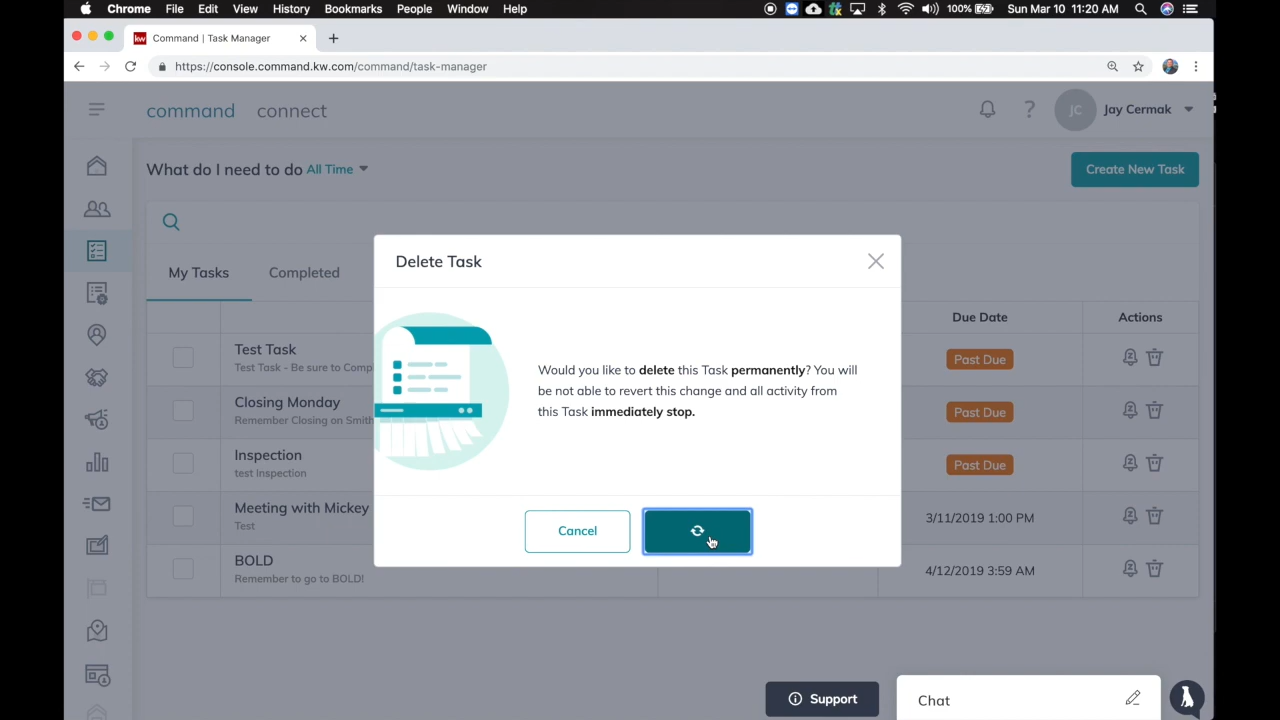 Chrome File Edit View History Bookmarks People Window Help 100% Sun Mar 10 11:20 AM
kw Command | Task Manager
https://console.command.kw.com/command/task-manager
command connect JC Jay Cermak
What do I need to do All Time Create New Task
My Tasks Completed
Due Date Actions
Delete Task
Would you like to delete this Task permanently? You will
be not able to revert this change and all activity from
this Task immediately stop.
Cancel
Test Task
Test Task - Be sure to Comp
Past Due
Closing Monday
Remember Closing on Smith
Past Due
Inspection
test Inspection
Past Due
Meeting with Mickey
Test
3/11/2019 1:00 PM
BOLD
Remember to go to BOLD!
4/12/2019 3:59 AM
Support
Chat